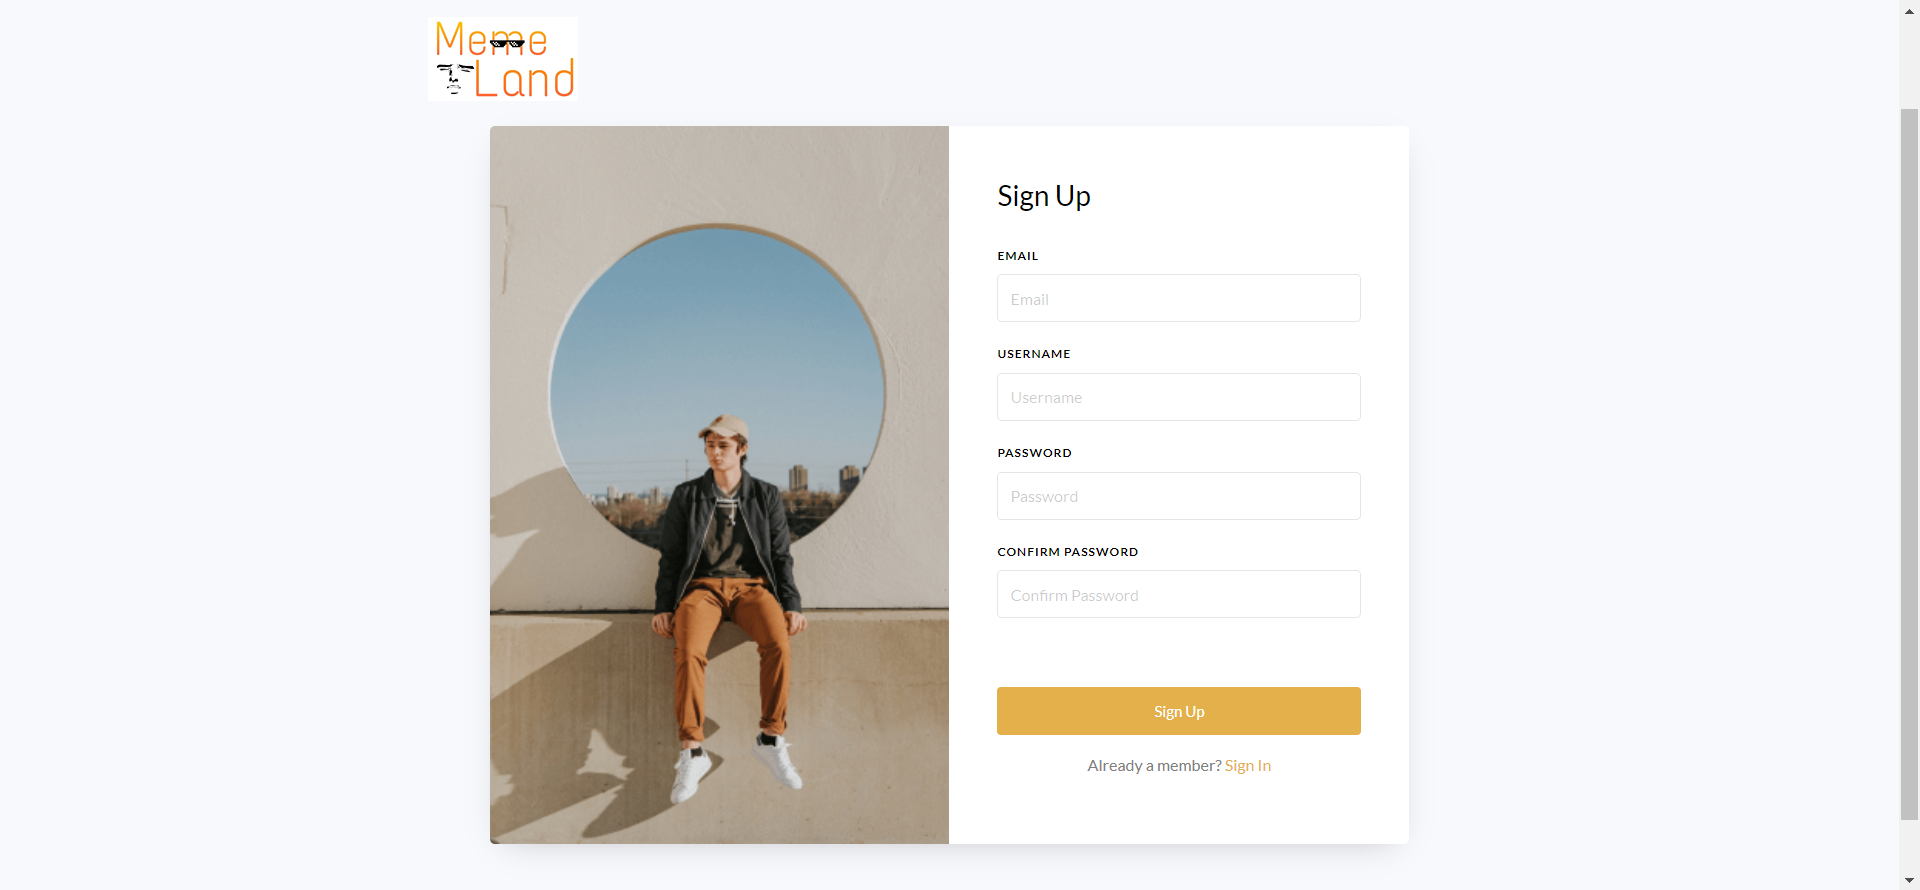 Meme
Land
Sign Up
EMAIL
Email
USERNAME
Username
PASSWORD
Password
CONFIRM PASSWORD
Confirm Password
Sign Up
Already a member? Sign In